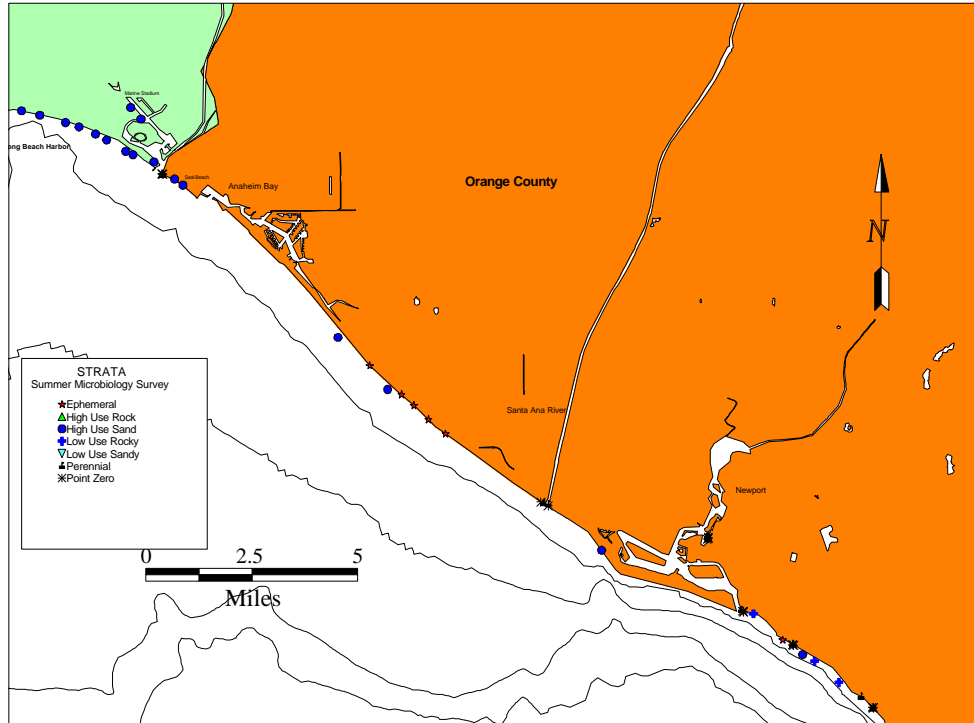 Marine Stadium
ong Beach Harbor
Seal Beach
Anaheim Bay
Orange County
N
STRATA
Summer Microbiology Survey
Ephemeral
High Use Rock
High Use Sand
Low Use Rocky
Low Use Sandy
Perennial
Point Zero
Santa Ana River
Newport
0 2.5 5
Miles